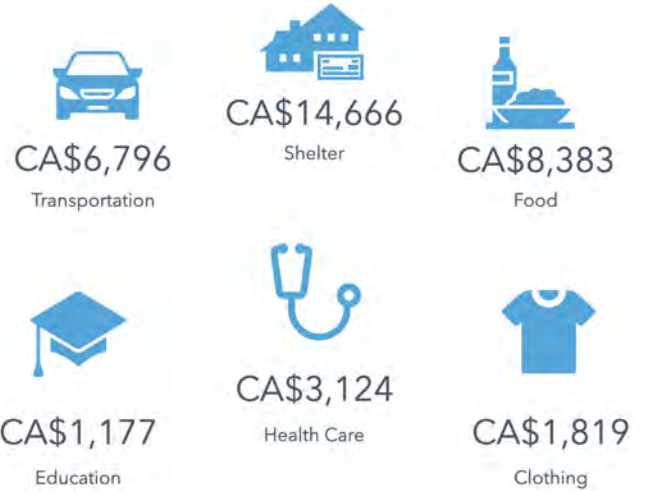 CA$14,666
Shelter
CA$6,796
Transportation
CA$8,383
Food
CA$3,124
Health Care
CA$1,177
Education
CA$1,819
Clothing